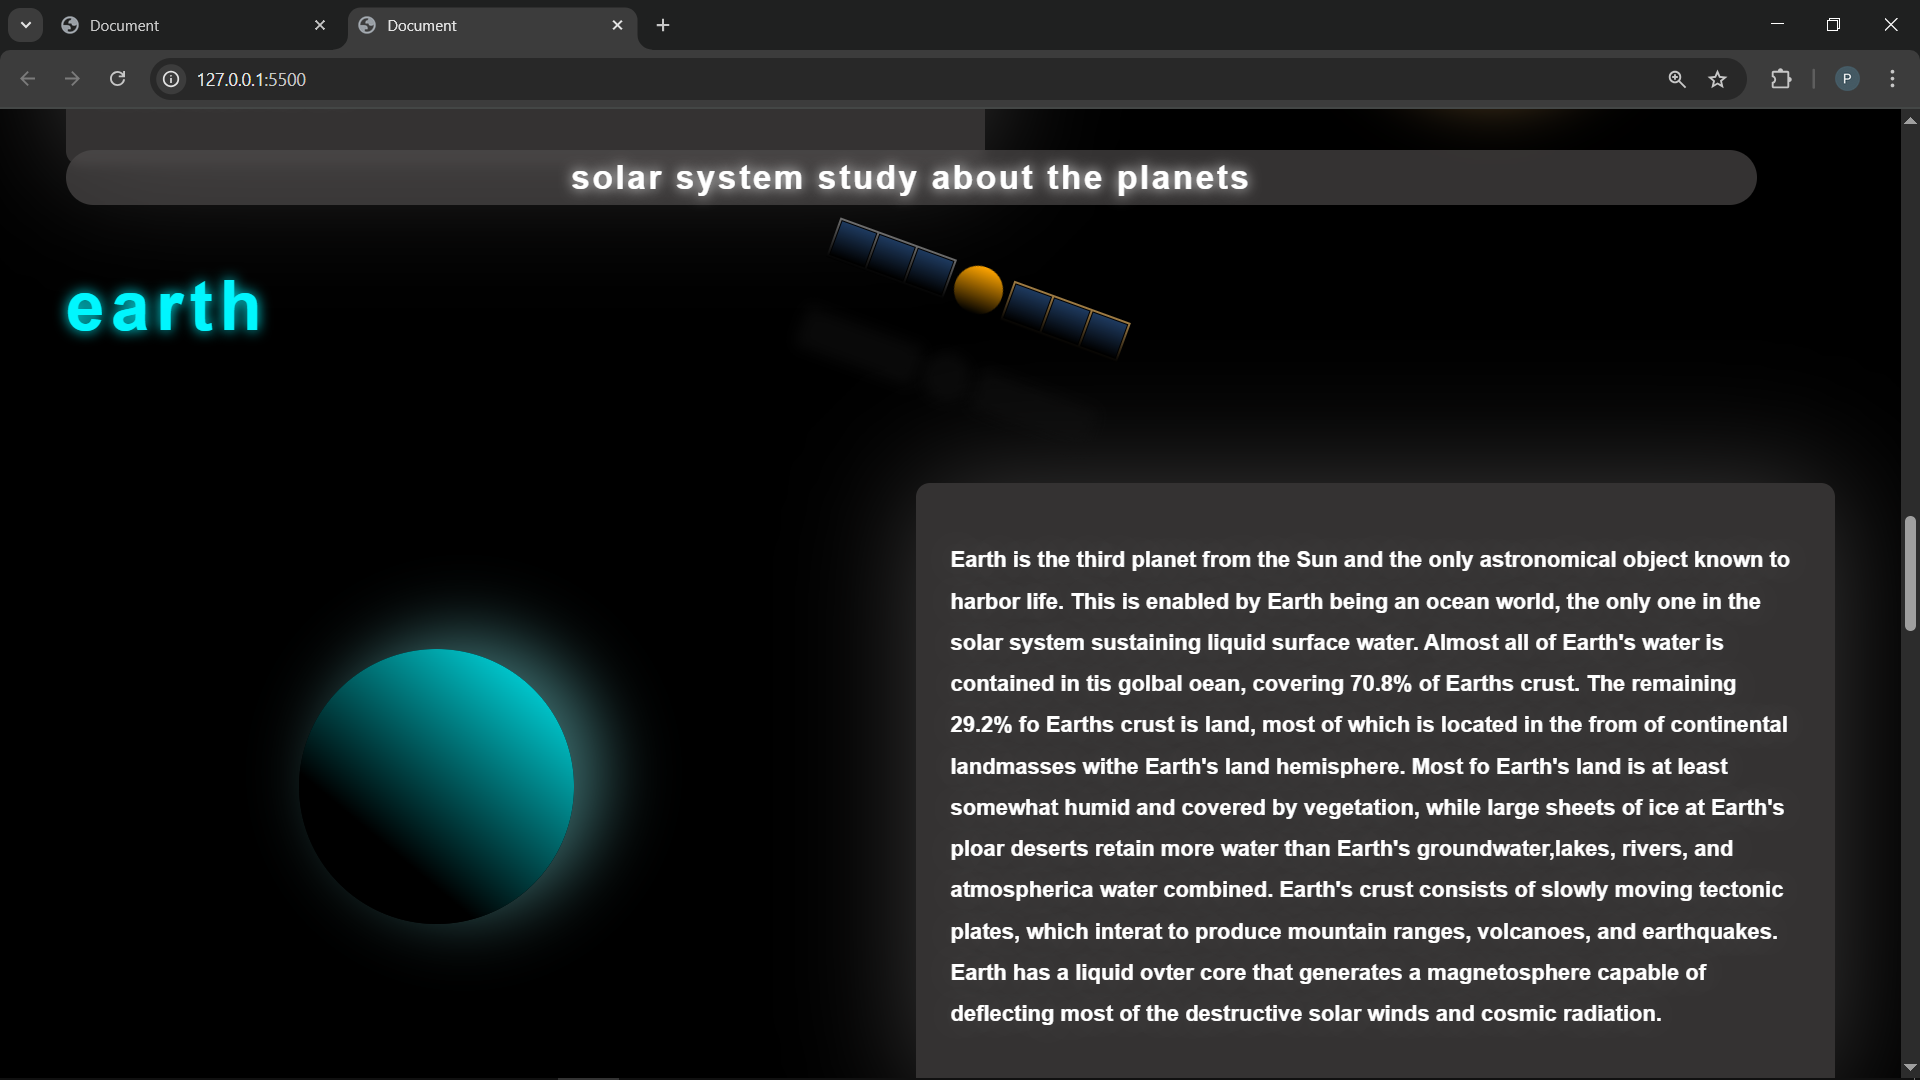 Document
Document
127.0.0.1:5500
P
solar system study about the planets
earth
Earth is the third planet from the Sun and the only astronomical object known to
harbor life. This is enabled by Earth being an ocean world, the only one in the
solar system sustaining liquid surface water. Almost all of Earth's water is
contained in tis golbal oean, covering 70.8% of Earths crust. The remaining
29.2% fo Earths crust is land, most of which is located in the from of continental
landmasses withe Earth's land hemisphere. Most fo Earth's land is at least
somewhat humid and covered by vegetation, while large sheets of ice at Earth's
ploar deserts retain more water than Earth's groundwater,lakes, rivers, and
atmospherica water combined. Earth's crust consists of slowly moving tectonic
plates, which interat to produce mountain ranges, volcanoes, and earthquakes.
Earth has a liquid ovter core that generates a magnetosphere capable of
deflecting most of the destructive solar winds and cosmic radiation.